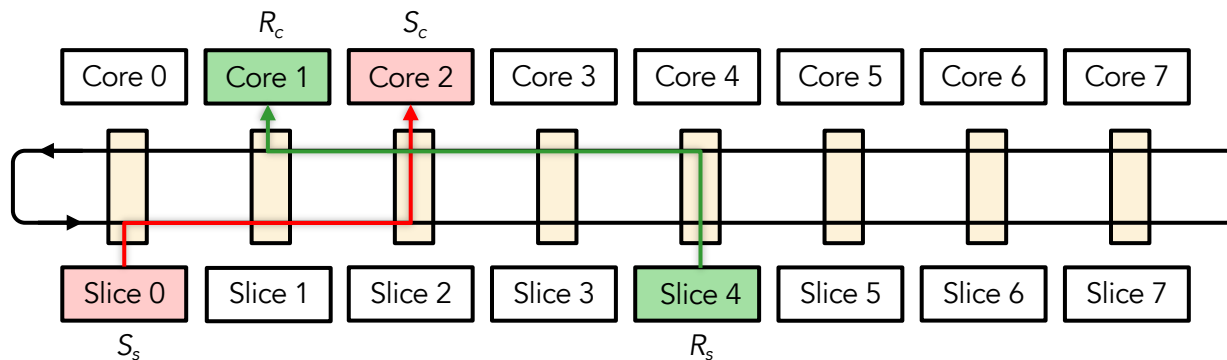 R_c S_c
Core 0 Core 1 Core 2 Core 3 Core 4 Core 5 Core 6 Core 7
Slice 0 Slice 1 Slice 2 Slice 3 Slice 4 Slice 5 Slice 6 Slice 7
S_s R_s